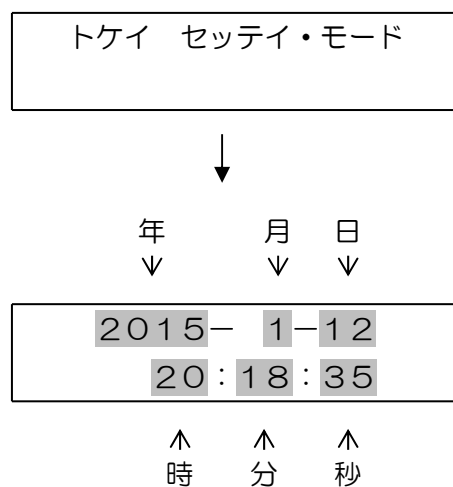 トケイ　セッテイ・モード
年　月　日
２０１５－　１－１２
２０：１８：３５
時　分　秒